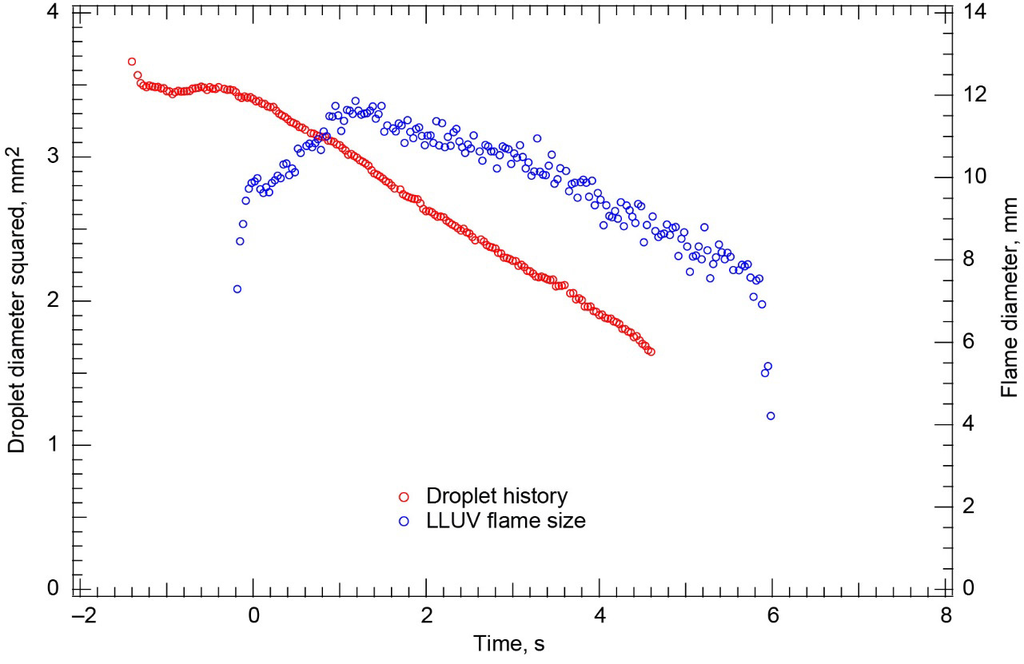 4
3
2
1
0
Droplet diameter squared, mm2
14
12
10
8
6
4
2
0
Flame diameter, mm
Droplet history
LLUV flame size
–2 0 2 4 6 8
Time, s